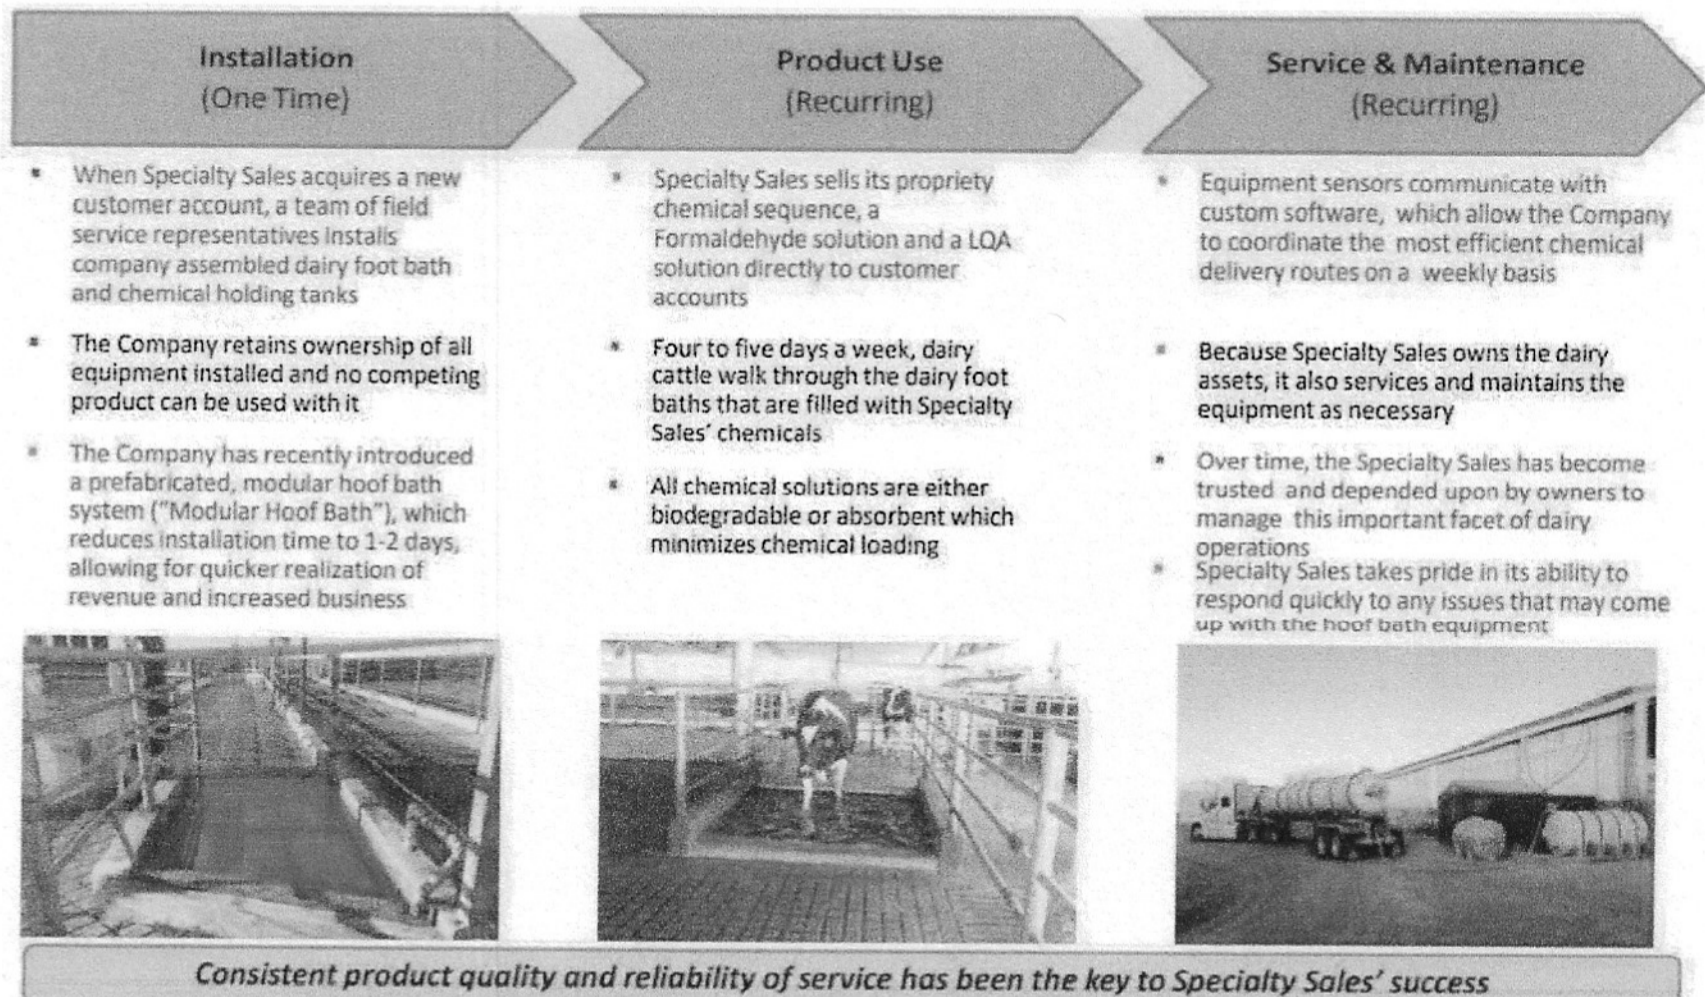 Installation
(One Time)
When Specialty Sales acquires a new
customer account, a team of field
service representatives installs
company assembled dairy foot bath
and chemical holding tanks
The Company retains ownership of all
equipment installed and no competing
product can be used with it
The Company has recently introduced
a prefabricated, modular hoof bath
system ("Modular Hoof Bath"), which
reduces installation time to 1-2 days,
allowing for quicker realization of
revenue and increased business
Product Use
(Recurring)
Specialty Sales sells its propriety
chemical sequence, a
Formaldehyde solution and a LQA
solution directly to customer
accounts
Four to five days a week, dairy
cattle walk through the dairy foot
baths that are filled with Specialty
Sales' chemicals
All chemical solutions are either
biodegradable or absorbent which
minimizes chemical loading
Service & Maintenance
(Recurring)
Equipment sensors communicate with
custom software, which allow the Company
to coordinate the most efficient chemical
delivery routes on a weekly basis
Because Specialty Sales owns the dairy
assets, it also services and maintains the
equipment as necessary
Over time, the Specialty Sales has become
trusted and depended upon by owners to
manage this important facet of dairy
operations
Specialty Sales takes pride in its ability to
respond quickly to any issues that may come
up with the hoof bath equipment
Consistent product quality and reliability of service has been the key to Specialty Sales' success